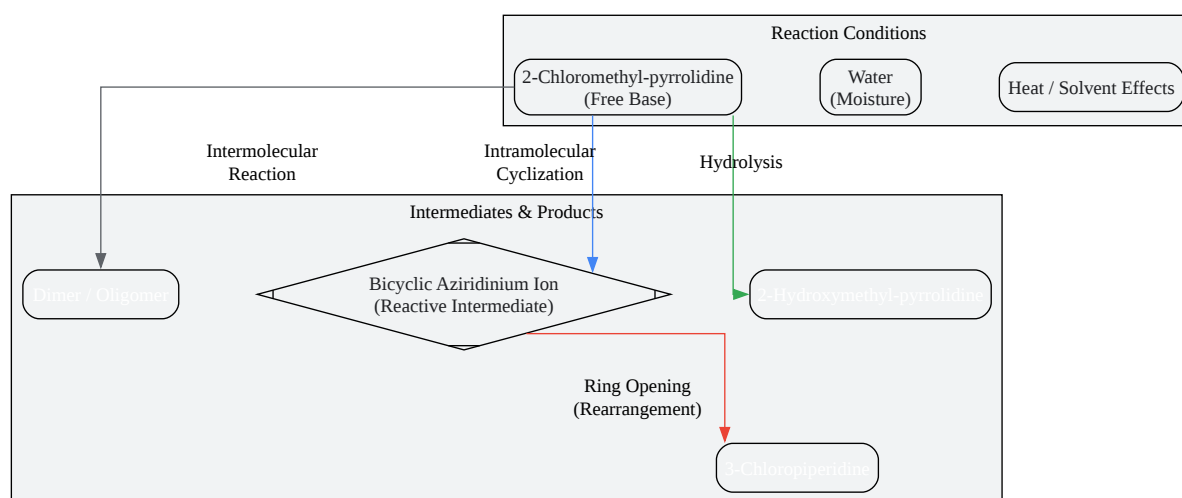 Reaction Conditions
2-Chloromethyl-pyrrolidine
(Free Base)
Water
(Moisture)
Heat / Solvent Effects
Intermolecular
Reaction
Intramolecular
Cyclization
Hydrolysis
Intermediates & Products
Dimer / Oligomer
Bicyclic Aziridinium Ion
(Reactive Intermediate)
2-Hydroxymethyl-pyrrolidine
Ring Opening
(Rearrangement)
3-Chloropiperidine